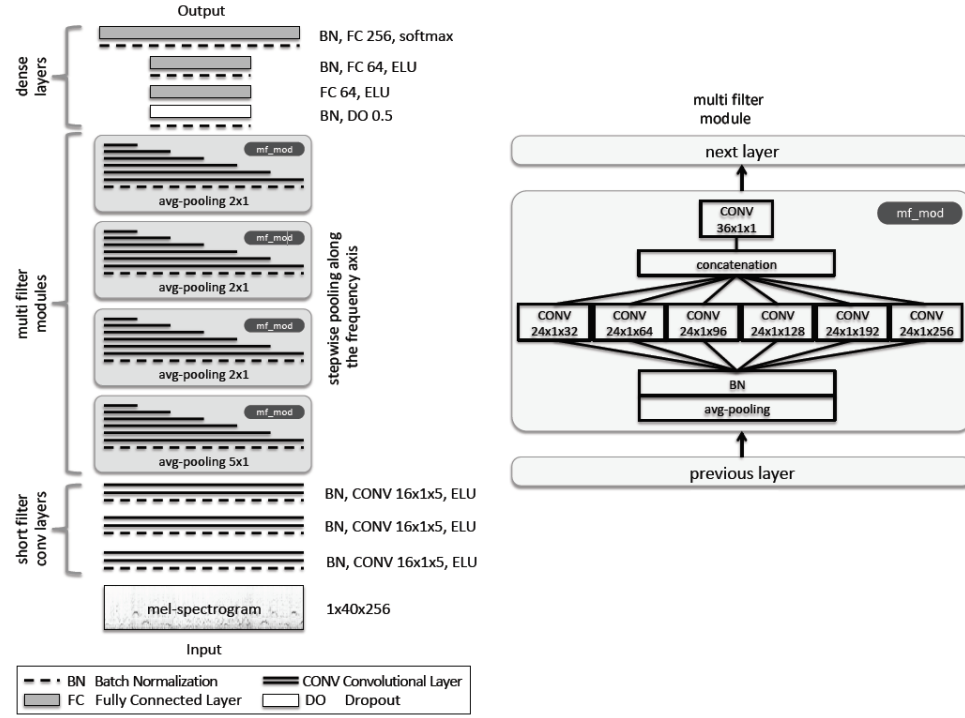 Output
BN, FC 256, softmax
BN, FC 64, ELU
FC 64, ELU
BN, DO 0.5
dense
layers
mf_mod
avg-pooling 2x1
mf_mod
avg-pooling 2x1
mf_mod
avg-pooling 2x1
mf_mod
avg-pooling 5x1
multi filter
modules
stepwise pooling along
the frequency axis
BN, CONV 16x1x5, ELU
BN, CONV 16x1x5, ELU
BN, CONV 16x1x5, ELU
short filter
conv layers
mel-spectrogram
1x40x256
Input
BN Batch Normalization
CONV Convolutional Layer
FC Fully Connected Layer
DO Dropout
multi filter
module
next layer
mf_mod
CONV
36x1x1
concatenation
CONV
24x1x32
CONV
24x1x64
CONV
24x1x96
CONV
24x1x128
CONV
24x1x192
CONV
24x1x256
BN
avg-pooling
previous layer